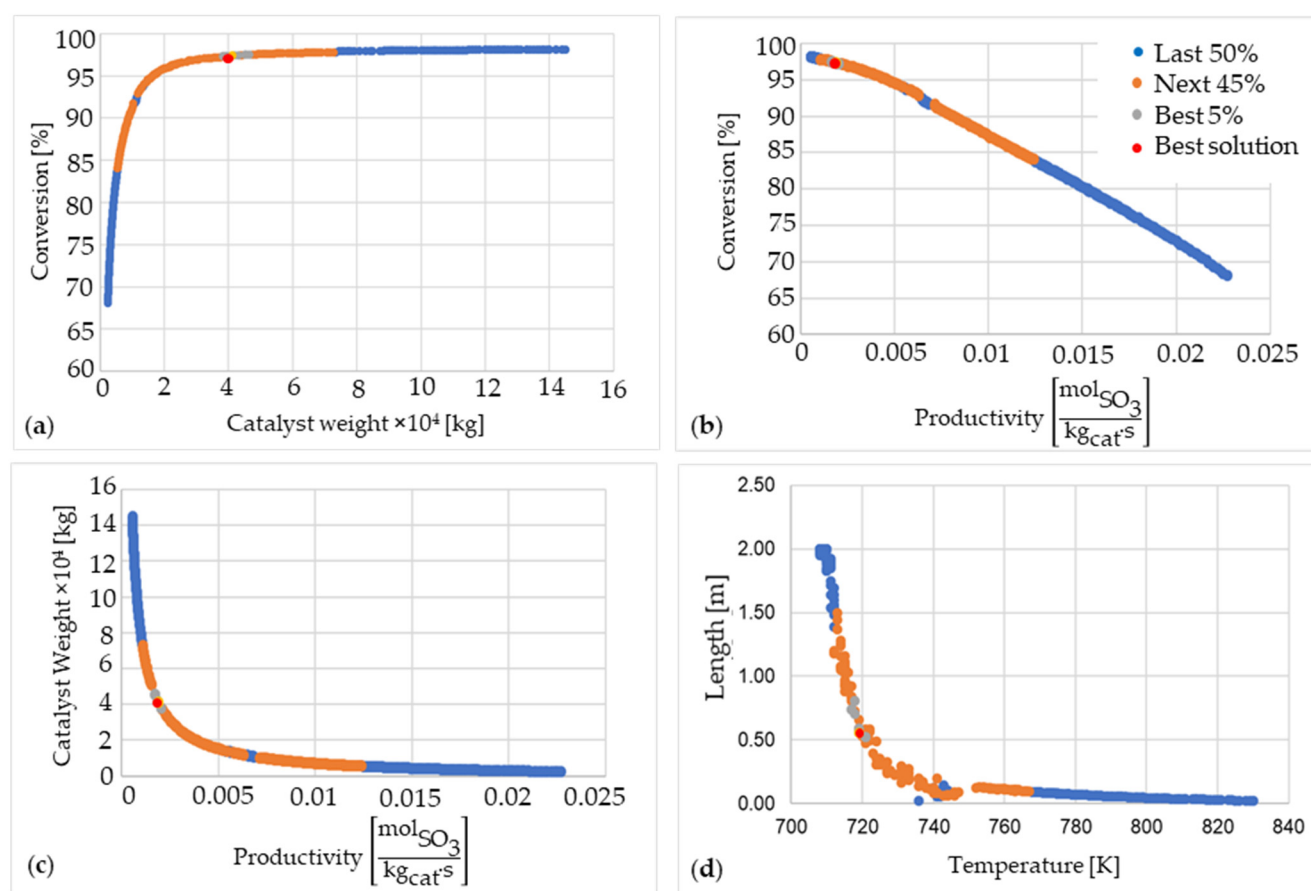 100
95
90
85
80
75
70
65
60
Conversion [%]
0 2 4 6 8 10 12 14 16
Catalyst weight ×10⁴ [kg]
(a)
100
95
90
85
80
75
70
65
60
Conversion [%]
Last 50%
Next 45%
Best 5%
Best solution
0 0.005 0.01 0.015 0.02 0.025
Productivity [mol_SO₃ / kg_cat·s]
(b)
16
14
12
10
8
6
4
2
0
Catalyst Weight ×10⁴ [kg]
0 0.005 0.01 0.015 0.02 0.025
Productivity [mol_SO₃ / kg_cat·s]
(c)
2.50
2.00
1.50
1.00
0.50
0.00
Length [m]
700 720 740 760 780 800 820 840
Temperature [K]
(d)